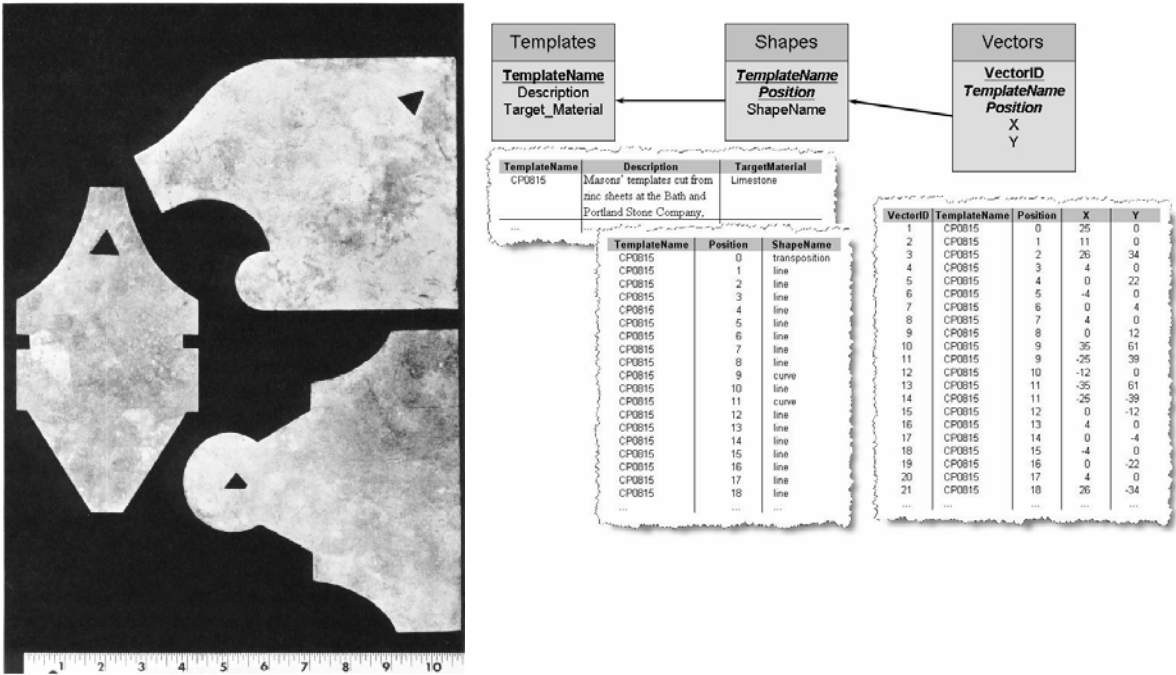 1 2 3 4 5 6 7 8 9 10
Templates
TemplateName
Description
Target_Material
Shapes
TemplateName
Position
ShapeName
Vectors
VectorID
TemplateName
Position
X
Y
TemplateName Description TargetMaterial
CP0815 Masons' templates cut from Limestone
zinc sheets at the Bath and
Portland Stone Company,
... ...
TemplateName Position ShapeName
CP0815 0 transposition
CP0815 1 line
CP0815 2 line
CP0815 3 line
CP0815 4 line
CP0815 5 line
CP0815 6 line
CP0815 7 line
CP0815 8 line
CP0815 9 curve
CP0815 10 line
CP0815 11 curve
CP0815 12 line
CP0815 13 line
CP0815 14 line
CP0815 15 line
CP0815 16 line
CP0815 17 line
CP0815 18 line
... ... ...
VectorID TemplateName Position X Y
1 CP0815 0 25 0
2 CP0815 1 11 0
3 CP0815 2 26 34
4 CP0815 3 4 0
5 CP0815 4 0 22
6 CP0815 5 -4 0
7 CP0815 6 0 4
8 CP0815 7 4 0
9 CP0815 8 0 12
10 CP0815 9 35 61
11 CP0815 9 -25 39
12 CP0815 10 -12 0
13 CP0815 11 -35 61
14 CP0815 11 -25 -39
15 CP0815 12 0 -12
16 CP0815 13 4 0
17 CP0815 14 0 -4
18 CP0815 15 -4 0
19 CP0815 16 0 -22
20 CP0815 17 4 0
21 CP0815 18 26 -34
... ... ... ... ...